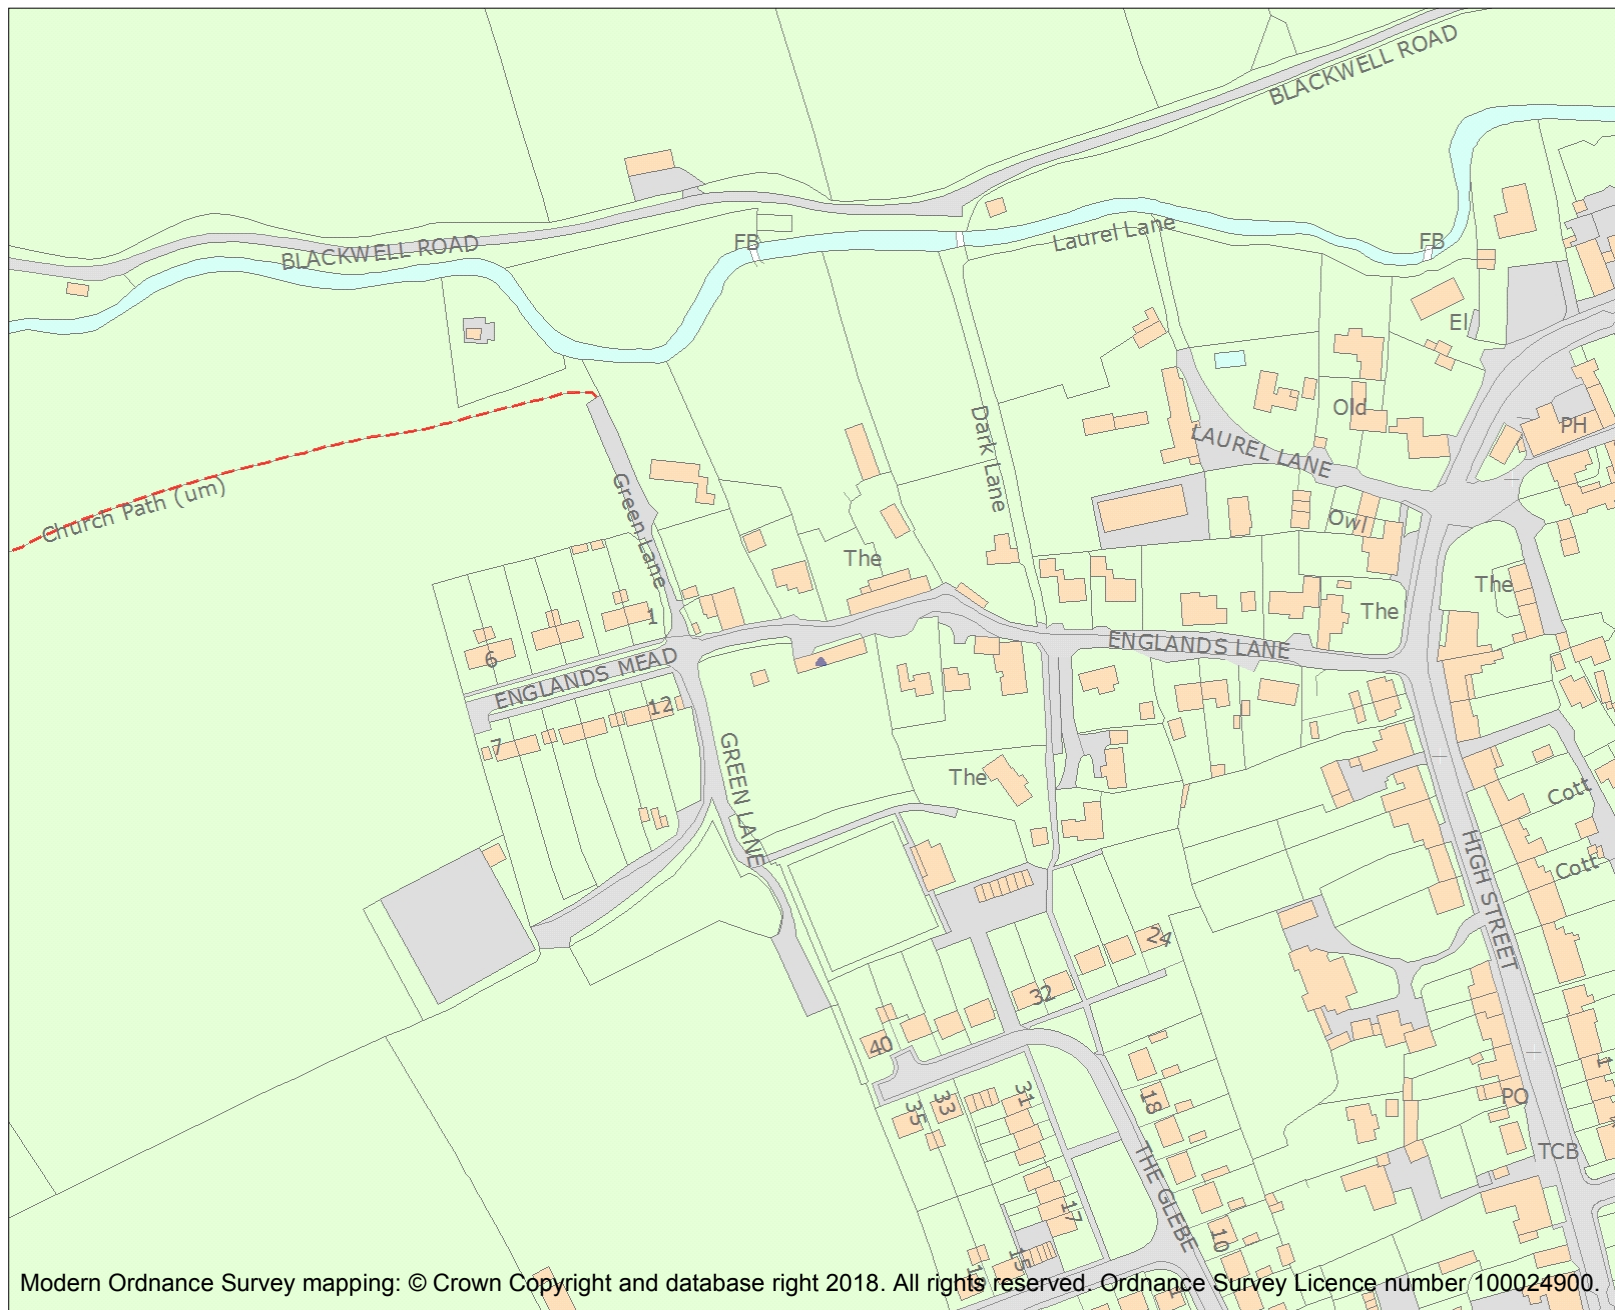 BLACKWELL ROAD
BLACKWELL ROAD
FB
Laurel Lane
FB
El
Old
PH
Dark Lane
LAUREL LANE
Church Path (um)
Green Lane
Owl
The
The
The
1
6
ENGLANDS MEAD
ENGLANDS LANE
12
7
GREEN LANE
The
Cott
HIGH STREET
Cott
24
32
40
35
33
31
18
1
PO
TCB
THE GLEBE
17
15
10
Modern Ordnance Survey mapping: © Crown Copyright and database right 2018. All rights reserved. Ordnance Survey Licence number 100024900.